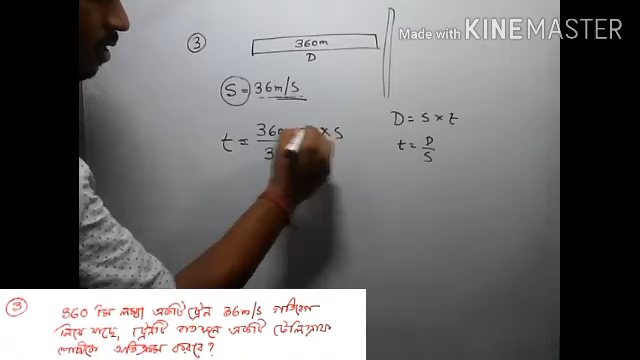 Made with KINEMASTER
③
360m
D
S = 36m/s
D = S × t
t = 360 × S
t = D/S
③ 360 মি লম্বা একটি ট্রেন 36m/s গতিবেগ
নিয়ে যাচ্ছে, ট্রেনটি কতক্ষনে একটি টেলিগ্রাফ
পোস্টকে অতিক্রম করবে?